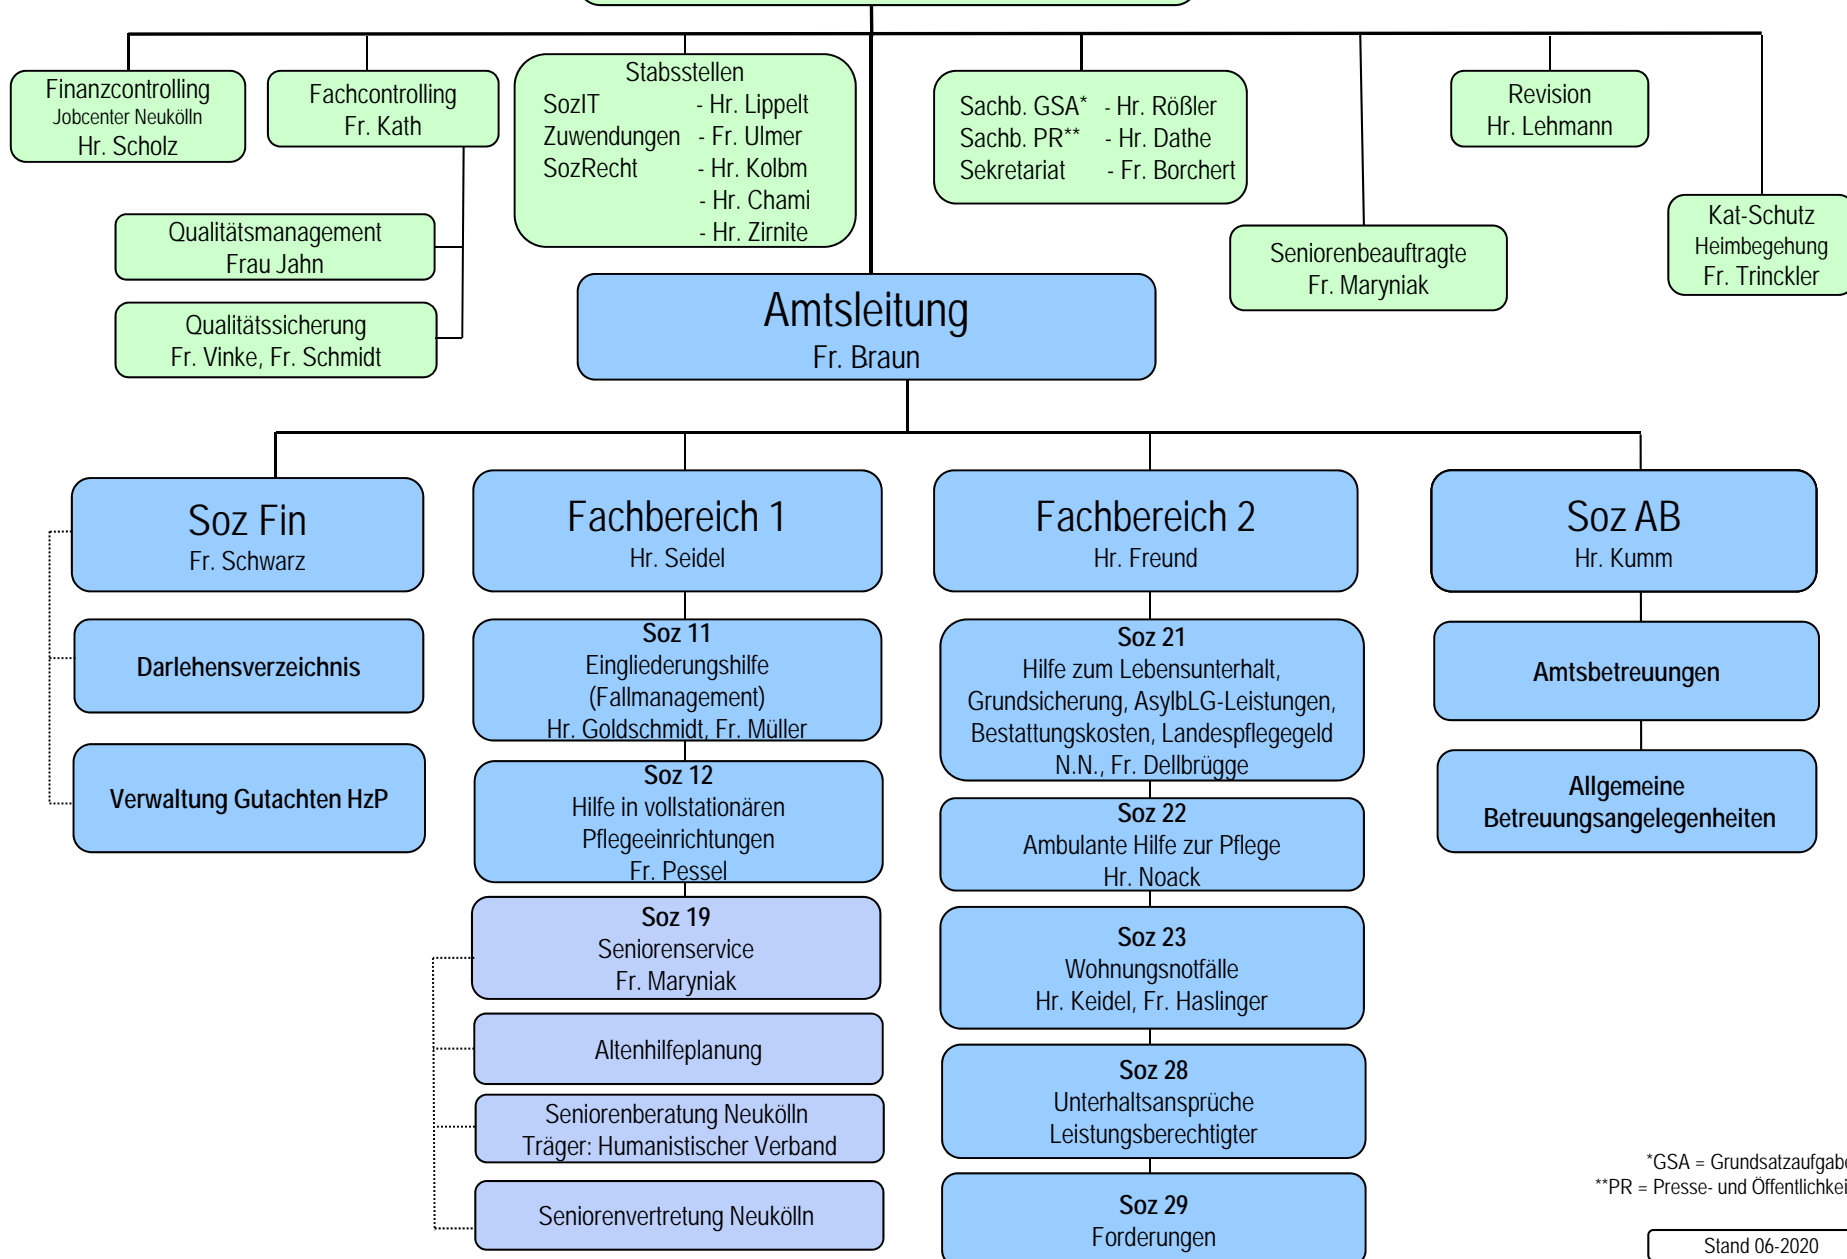 Finanzcontrolling
Jobcenter Neukölln
Hr. Scholz
Fachcontrolling
Fr. Kath
Stabsstellen
SozIT - Hr. Lippelt
Zuwendungen - Fr. Ulmer
SozRecht - Hr. Kolbm
- Hr. Chami
- Hr. Zirnite
Sachb. GSA* - Hr. Rößler
Sachb. PR** - Hr. Dathe
Sekretariat - Fr. Borchert
Revision
Hr. Lehmann
Qualitätsmanagement
Frau Jahn
Qualitätssicherung
Fr. Vinke, Fr. Schmidt
Seniorenbeauftragte
Fr. Maryniak
Kat-Schutz
Heimbegehung
Fr. Trinckler
Amtsleitung
Fr. Braun
Soz Fin
Fr. Schwarz
Darlehensverzeichnis
Verwaltung Gutachten HzP
Fachbereich 1
Hr. Seidel
Soz 11
Eingliederungshilfe
(Fallmanagement)
Hr. Goldschmidt, Fr. Müller
Soz 12
Hilfe in vollstationären
Pflegeeinrichtungen
Fr. Pessel
Soz 19
Seniorenservice
Fr. Maryniak
Altenhilfeplanung
Seniorenberatung Neukölln
Träger: Humanistischer Verband
Seniorenvertretung Neukölln
Fachbereich 2
Hr. Freund
Soz 21
Hilfe zum Lebensunterhalt,
Grundsicherung, AsylbLG-Leistungen,
Bestattungskosten, Landespflegegeld
N.N., Fr. Dellbrügge
Soz 22
Ambulante Hilfe zur Pflege
Hr. Noack
Soz 23
Wohnungsnotfälle
Hr. Keidel, Fr. Haslinger
Soz 28
Unterhaltsansprüche
Leistungsberechtigter
Soz 29
Forderungen
Soz AB
Hr. Kumm
Amtsbetreuungen
Allgemeine
Betreuungsangelegenheiten
*GSA = Grundsatzaufgabe
**PR = Presse- und Öffentlichkei
Stand 06-2020